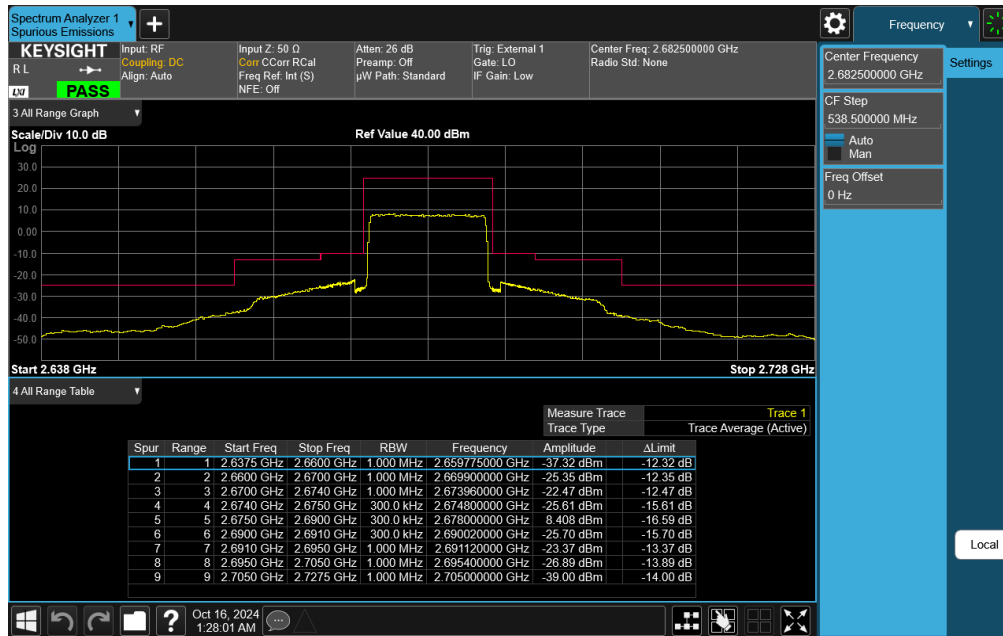 Spectrum Analyzer 1
Spurious Emissions
Frequency
KEYSIGHT
R L
LXI
PASS
Input: RF
Coupling: DC
Align: Auto
Input Z: 50 Ω
Corr CCorr RCal
Freq Ref: Int (S)
NFE: Off
Atten: 26 dB
Preamp: Off
µW Path: Standard
Trig: External 1
Gate: LO
IF Gain: Low
Center Freq: 2.682500000 GHz
Radio Std: None
Center Frequency
2.682500000 GHz
Settings
CF Step
538.500000 MHz
Auto
Man
Freq Offset
0 Hz
3 All Range Graph
Scale/Div 10.0 dB
Ref Value 40.00 dBm
Log
30.0
20.0
10.0
0.00
-10.0
-20.0
-30.0
-40.0
-50.0
Start 2.638 GHz
Stop 2.728 GHz
4 All Range Table
Measure Trace Trace 1
Trace Type Trace Average (Active)
Spur Range Start Freq Stop Freq RBW Frequency Amplitude ΔLimit
1 1 2.6375 GHz 2.6600 GHz 1.000 MHz 2.659775000 GHz -37.32 dBm -12.32 dB
2 2 2.6600 GHz 2.6700 GHz 1.000 MHz 2.669900000 GHz -25.35 dBm -12.35 dB
3 3 2.6700 GHz 2.6740 GHz 1.000 MHz 2.673960000 GHz -22.47 dBm -12.47 dB
4 4 2.6740 GHz 2.6750 GHz 300.0 kHz 2.674800000 GHz -25.61 dBm -15.61 dB
5 5 2.6750 GHz 2.6900 GHz 300.0 kHz 2.678000000 GHz 8.408 dBm -16.59 dB
6 6 2.6900 GHz 2.6910 GHz 300.0 kHz 2.690020000 GHz -25.70 dBm -15.70 dB
7 7 2.6910 GHz 2.6950 GHz 1.000 MHz 2.691120000 GHz -23.37 dBm -13.37 dB
8 8 2.6950 GHz 2.7050 GHz 1.000 MHz 2.695400000 GHz -26.89 dBm -13.89 dB
9 9 2.7050 GHz 2.7275 GHz 1.000 MHz 2.705000000 GHz -39.00 dBm -14.00 dB
Local
Oct 16, 2024
1:28:01 AM